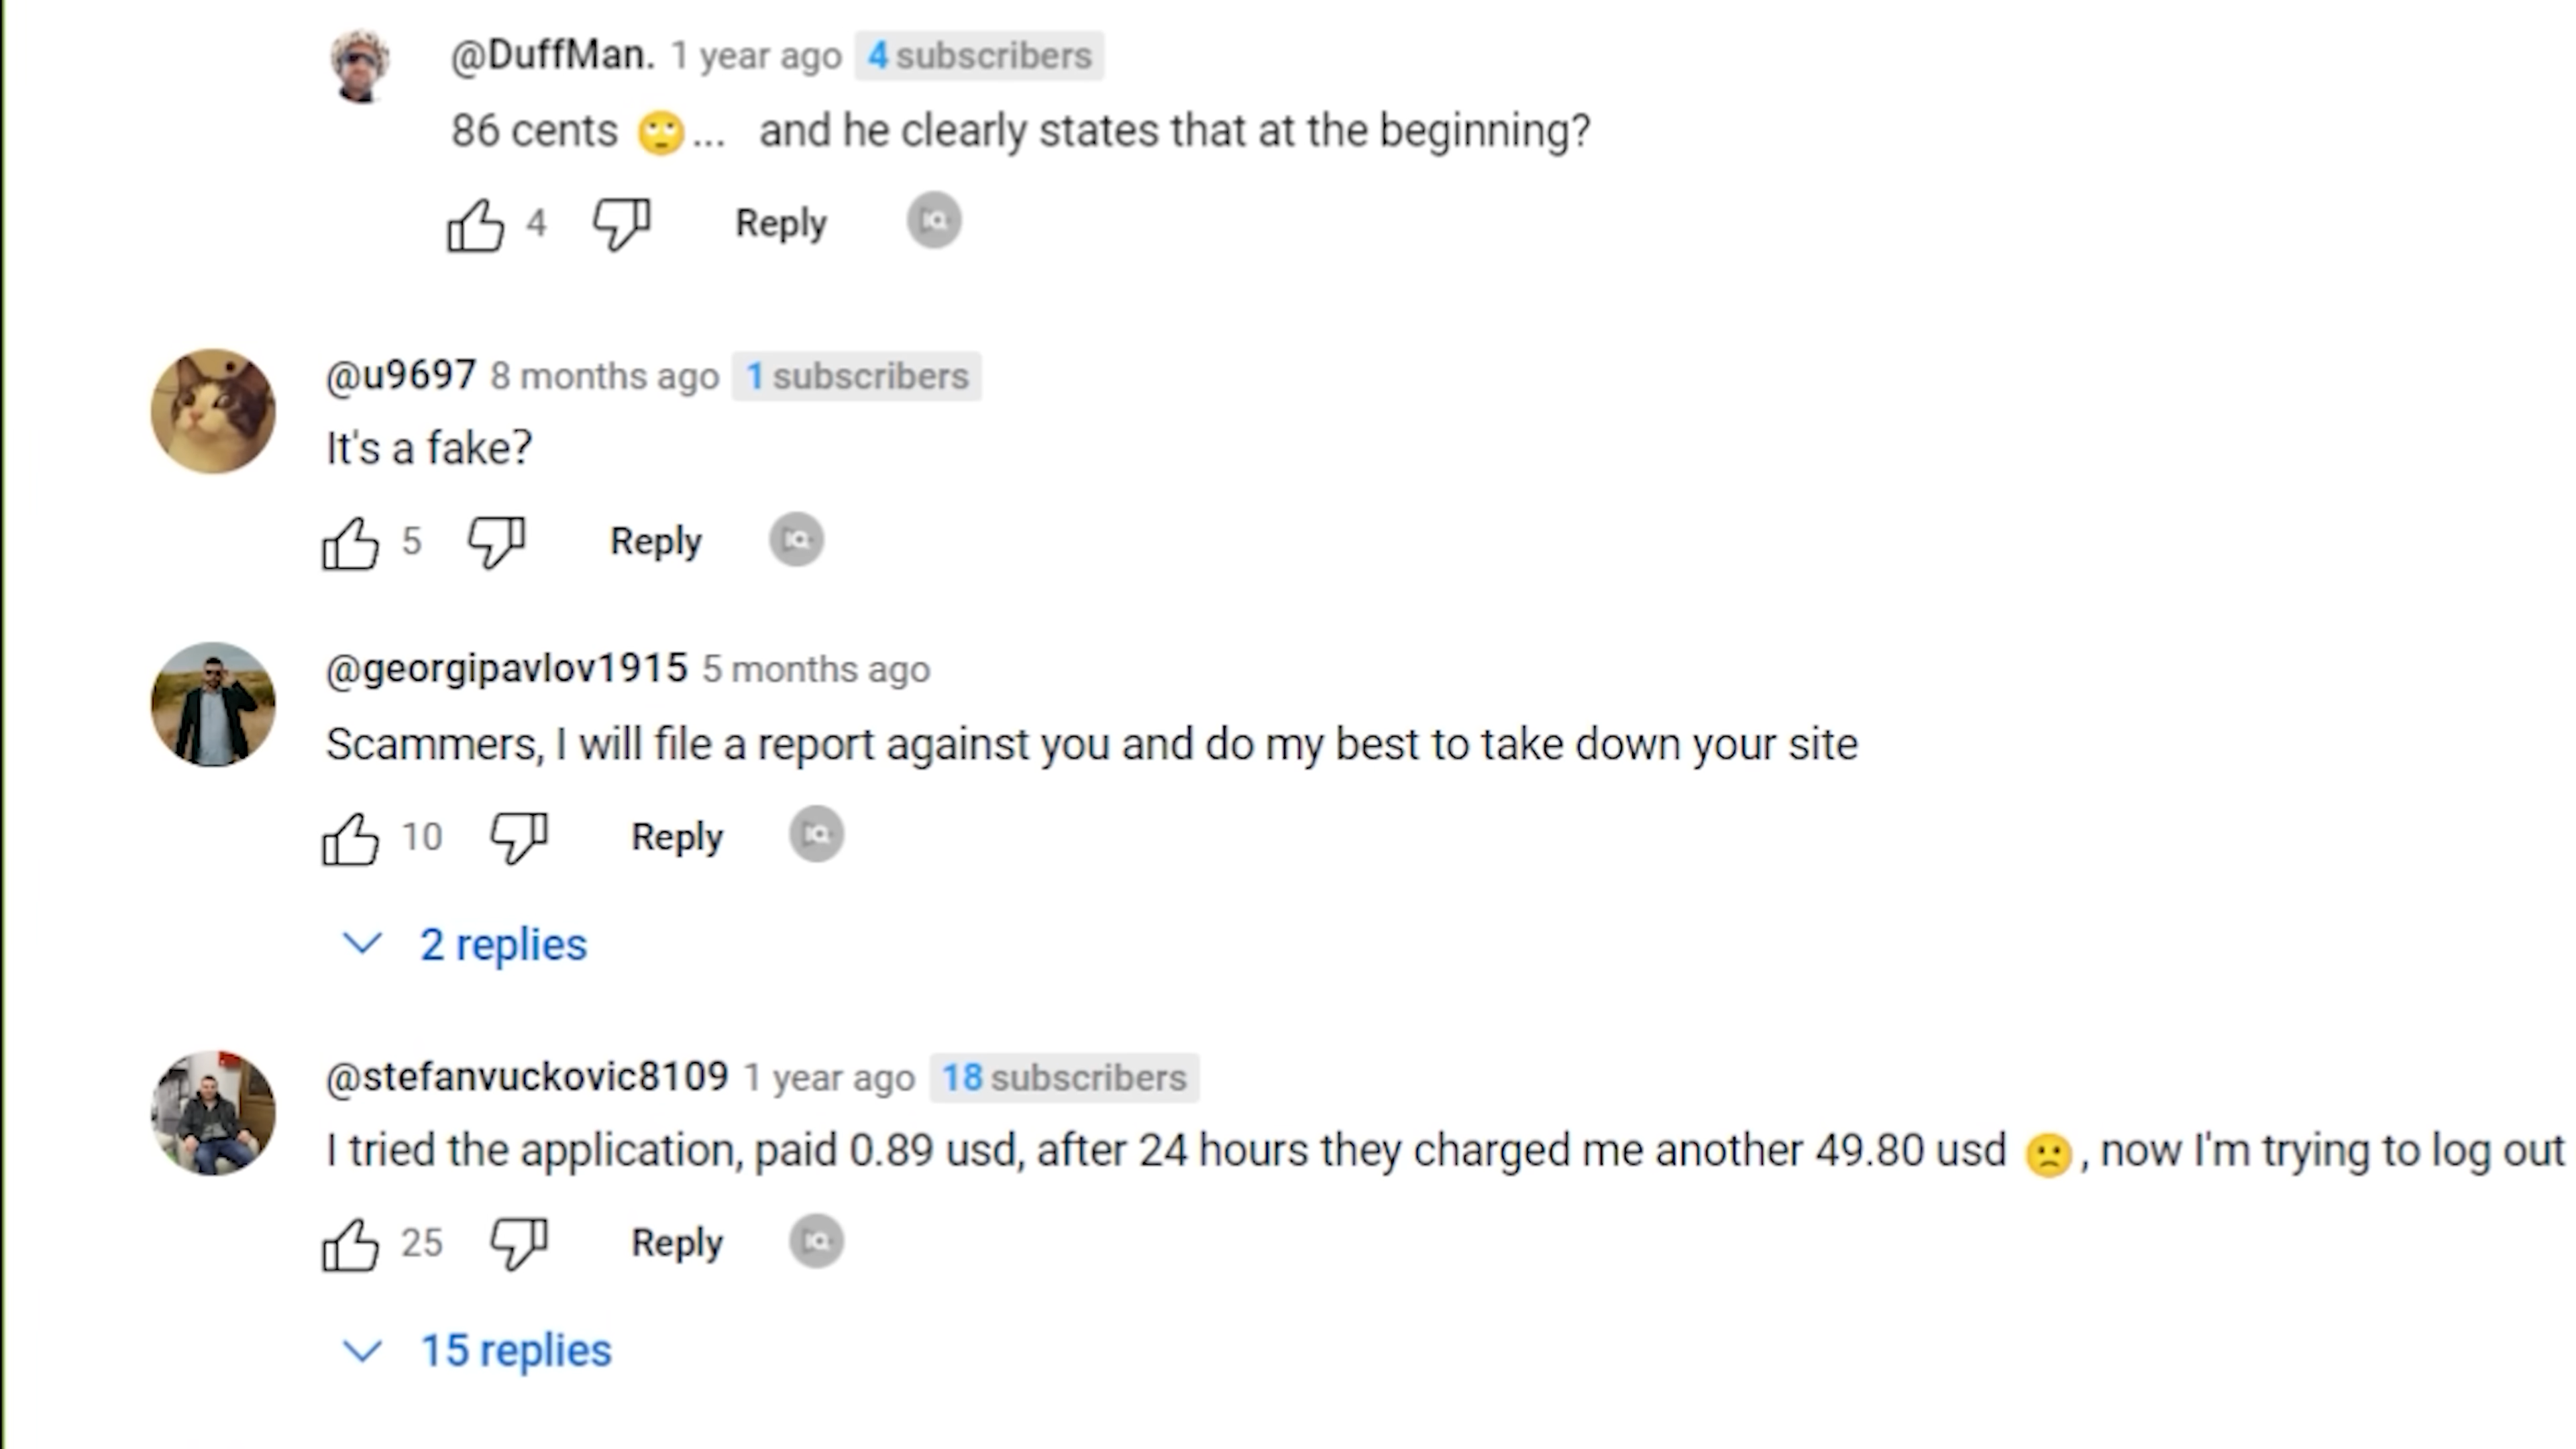 @DuffMan. 1 year ago 4 subscribers
86 cents 🙄... and he clearly states that at the beginning?
4 Reply
@u9697 8 months ago 1 subscribers
It's a fake?
5 Reply
@georgipavlov1915 5 months ago
Scammers, I will file a report against you and do my best to take down your site
10 Reply
2 replies
@stefanvuckovic8109 1 year ago 18 subscribers
I tried the application, paid 0.89 usd, after 24 hours they charged me another 49.80 usd 🙁, now I'm trying to log out
25 Reply
15 replies